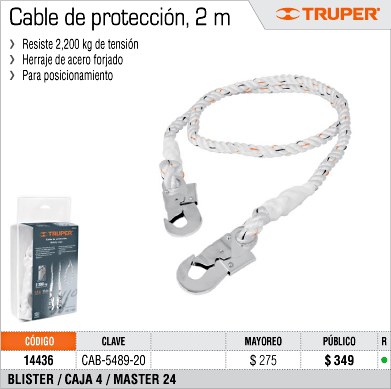 Cable de protección, 2 m
TRUPER®
Resiste 2,200 kg de tensión
Herraje de acero forjado
Para posicionamiento
TRUPER
CÓDIGO CLAVE MAYOREO PÚBLICO R
14436 CAB-5489-20 $ 275 $ 349
BLISTER / CAJA 4 / MASTER 24